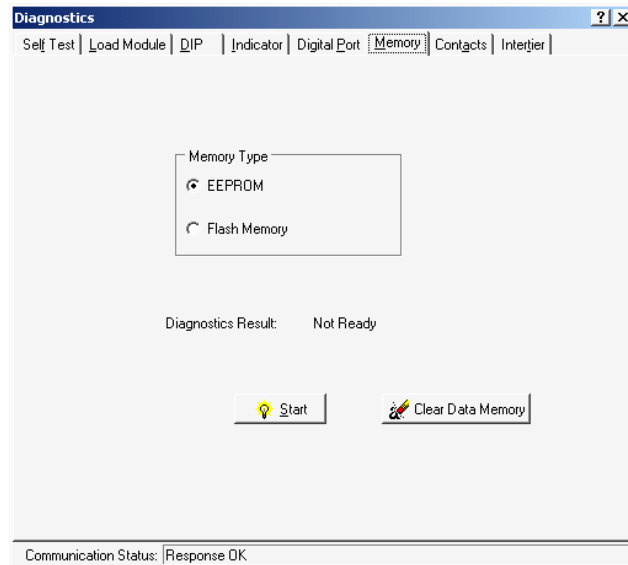 Diagnostics
Self Test Load Module DIP Indicator Digital Port Memory Contacts Intertier
Memory Type
EEPROM
Flash Memory
Diagnostics Result: Not Ready
Start Clear Data Memory
Communication Status: Response OK